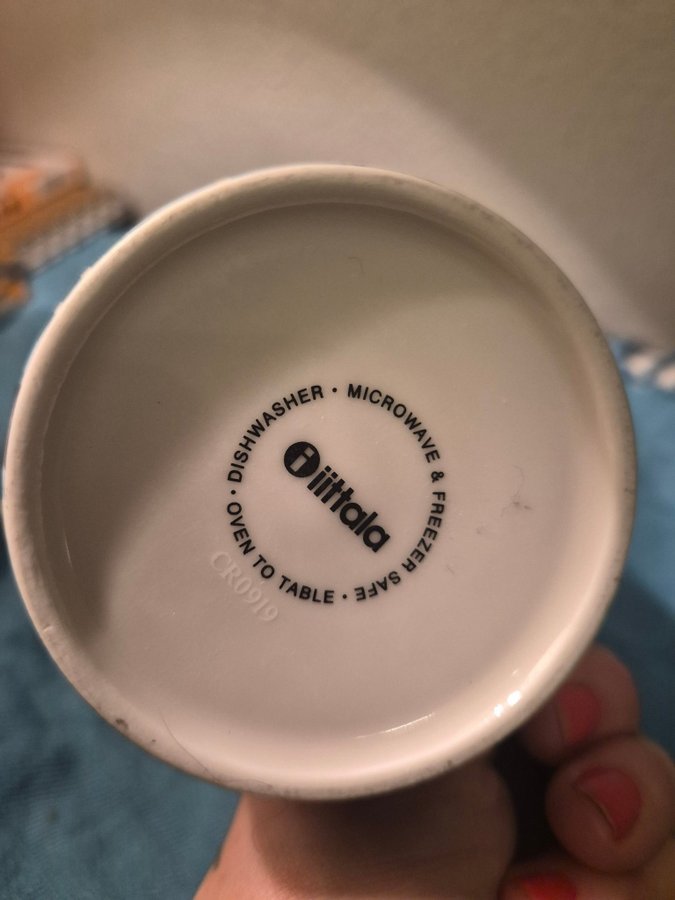 DISHWASHER · MICROWAVE & FREEZER SAFE · OVEN TO TABLE ·
i iittala
CR0919